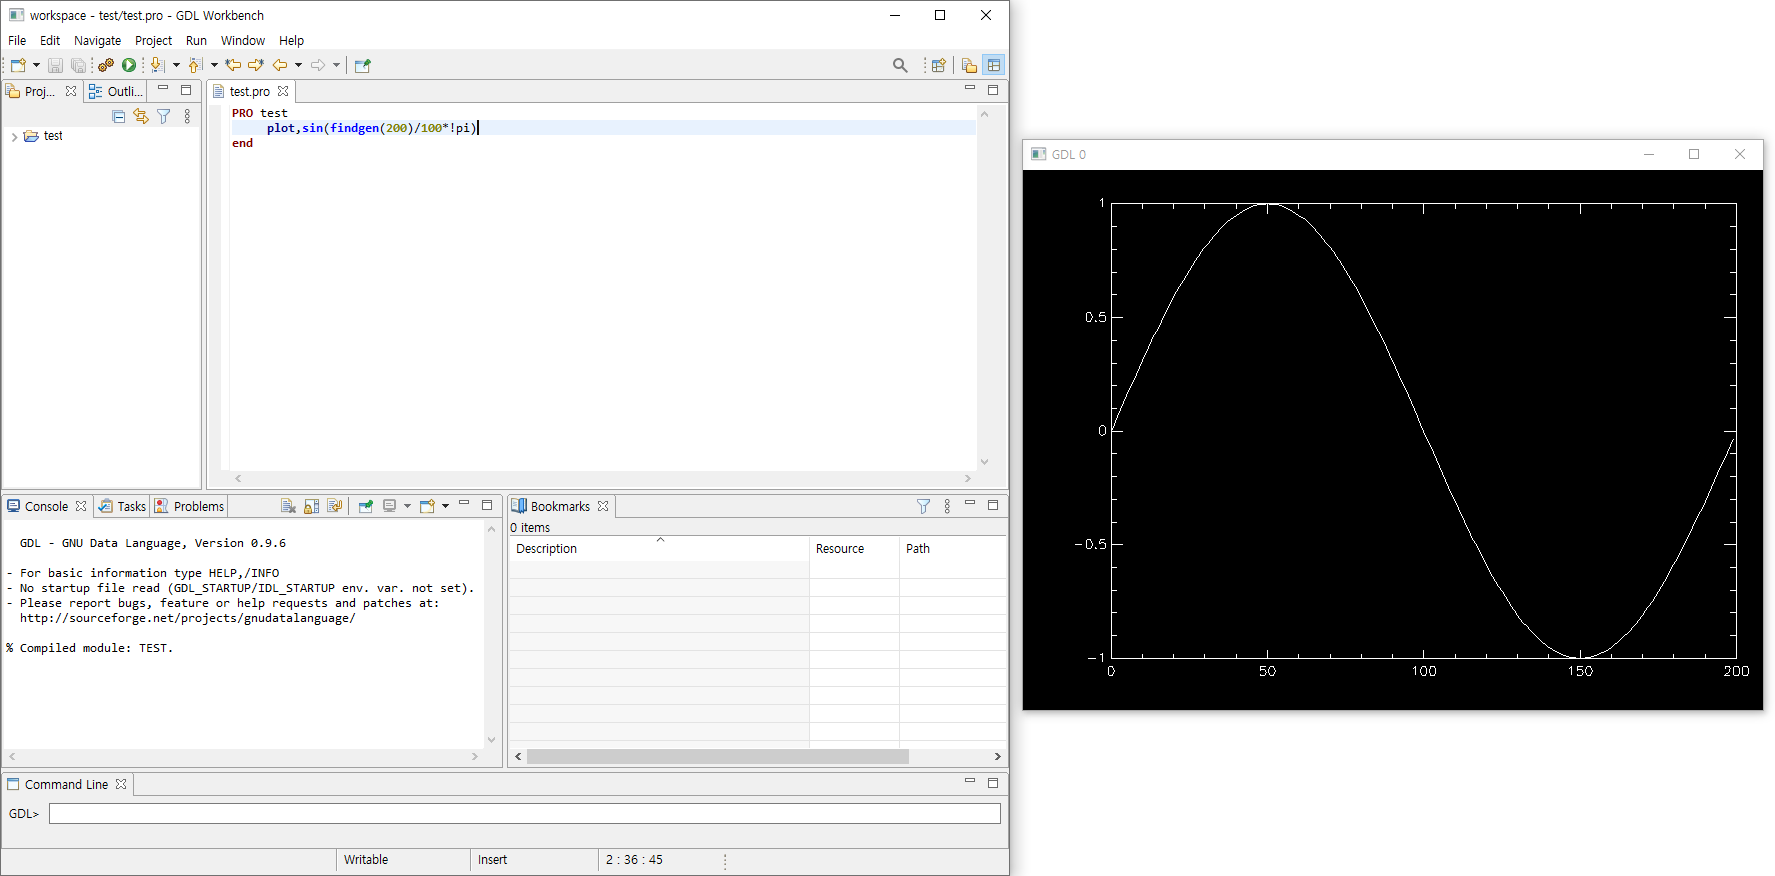 workspace - test/test.pro - GDL Workbench
File Edit Navigate Project Run Window Help
Proj... Outli...
test
test.pro
PRO test
plot,sin(findgen(200)/100*!pi)
end
Console Tasks Problems
GDL - GNU Data Language, Version 0.9.6
- For basic information type HELP,/INFO
- No startup file read (GDL_STARTUP/IDL_STARTUP env. var. not set).
- Please report bugs, feature or help requests and patches at:
http://sourceforge.net/projects/gnudatalanguage/
% Compiled module: TEST.
Bookmarks
0 items
Description Resource Path
Command Line
GDL>
Writable Insert 2 : 36 : 45
GDL 0
1
0.5
0
-0.5
-1
0 50 100 150 200